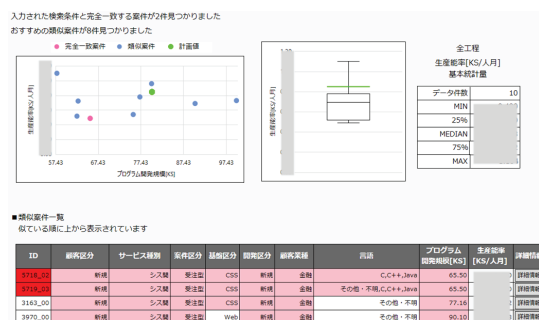 入力された検索条件と完全一致する案件が2件見つかりました
おすすめの類似案件が8件見つかりました
完全一致案件 類似案件 計画値
生産能率[KS/人月]
57.43 67.43 77.43 87.43 97.43
プログラム開発規模[KS]
生産能率[KS/人月]
全工程
生産能率[KS/人月]
基本統計量
データ件数 10
MIN
25%
MEDIAN
75%
MAX
■類似案件一覧
似ている順に上から表示されています
ID 顧客区分 サービス種別 案件区分 基盤区分 開発区分 顧客業種 言語 プログラム開発規模[KS] 生産能率[KS/人月] 詳細情報
5718_02 新規 シス開 受注型 CSS 新規 金融 C,C++,Java 65.50 詳細情報
5719_03 新規 シス開 受注型 CSS 新規 金融 その他・不明,C,C++,Java 65.50 詳細情報
3163_00 新規 シス開 受注型 CSS 新規 金融 その他・不明 77.16 詳細情報
3970_00 新規 シス開 受注型 Web 新規 金融 その他・不明 90.10 詳細情報